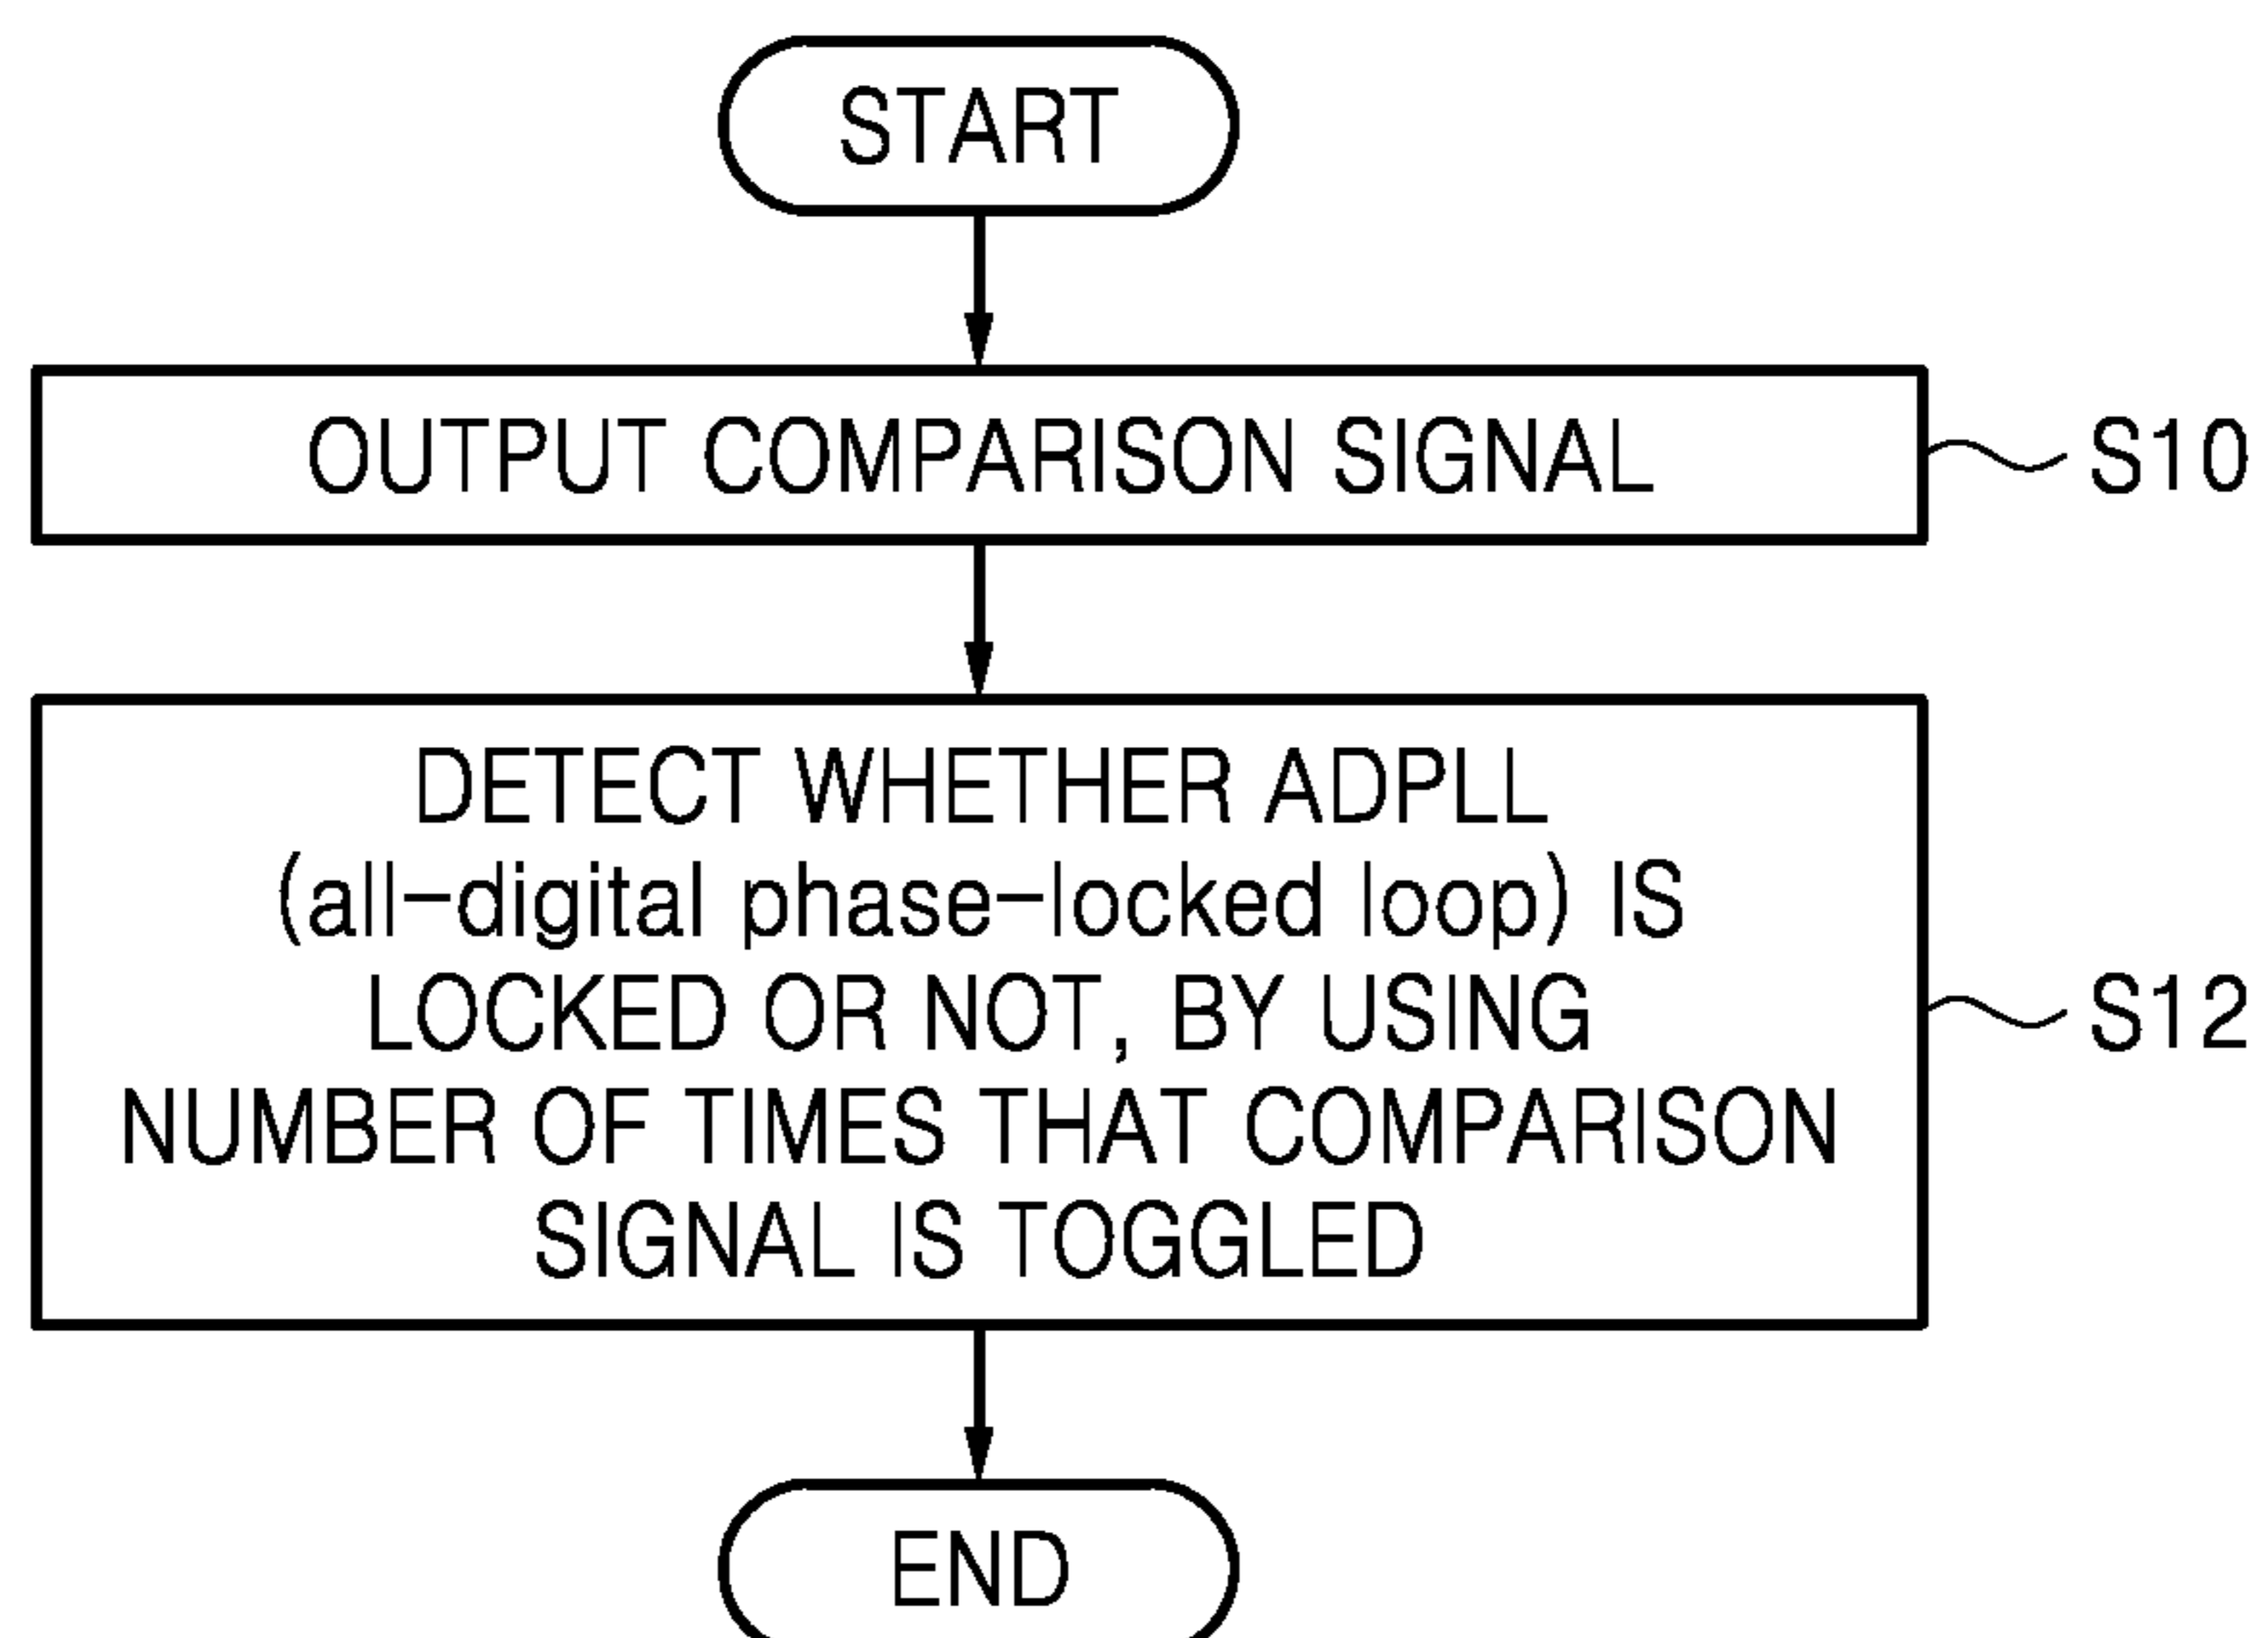 START
OUTPUT COMPARISON SIGNAL
S10
DETECT WHETHER ADPLL
(all-digital phase-locked loop) IS
LOCKED OR NOT, BY USING
NUMBER OF TIMES THAT COMPARISON
SIGNAL IS TOGGLED
S12
END